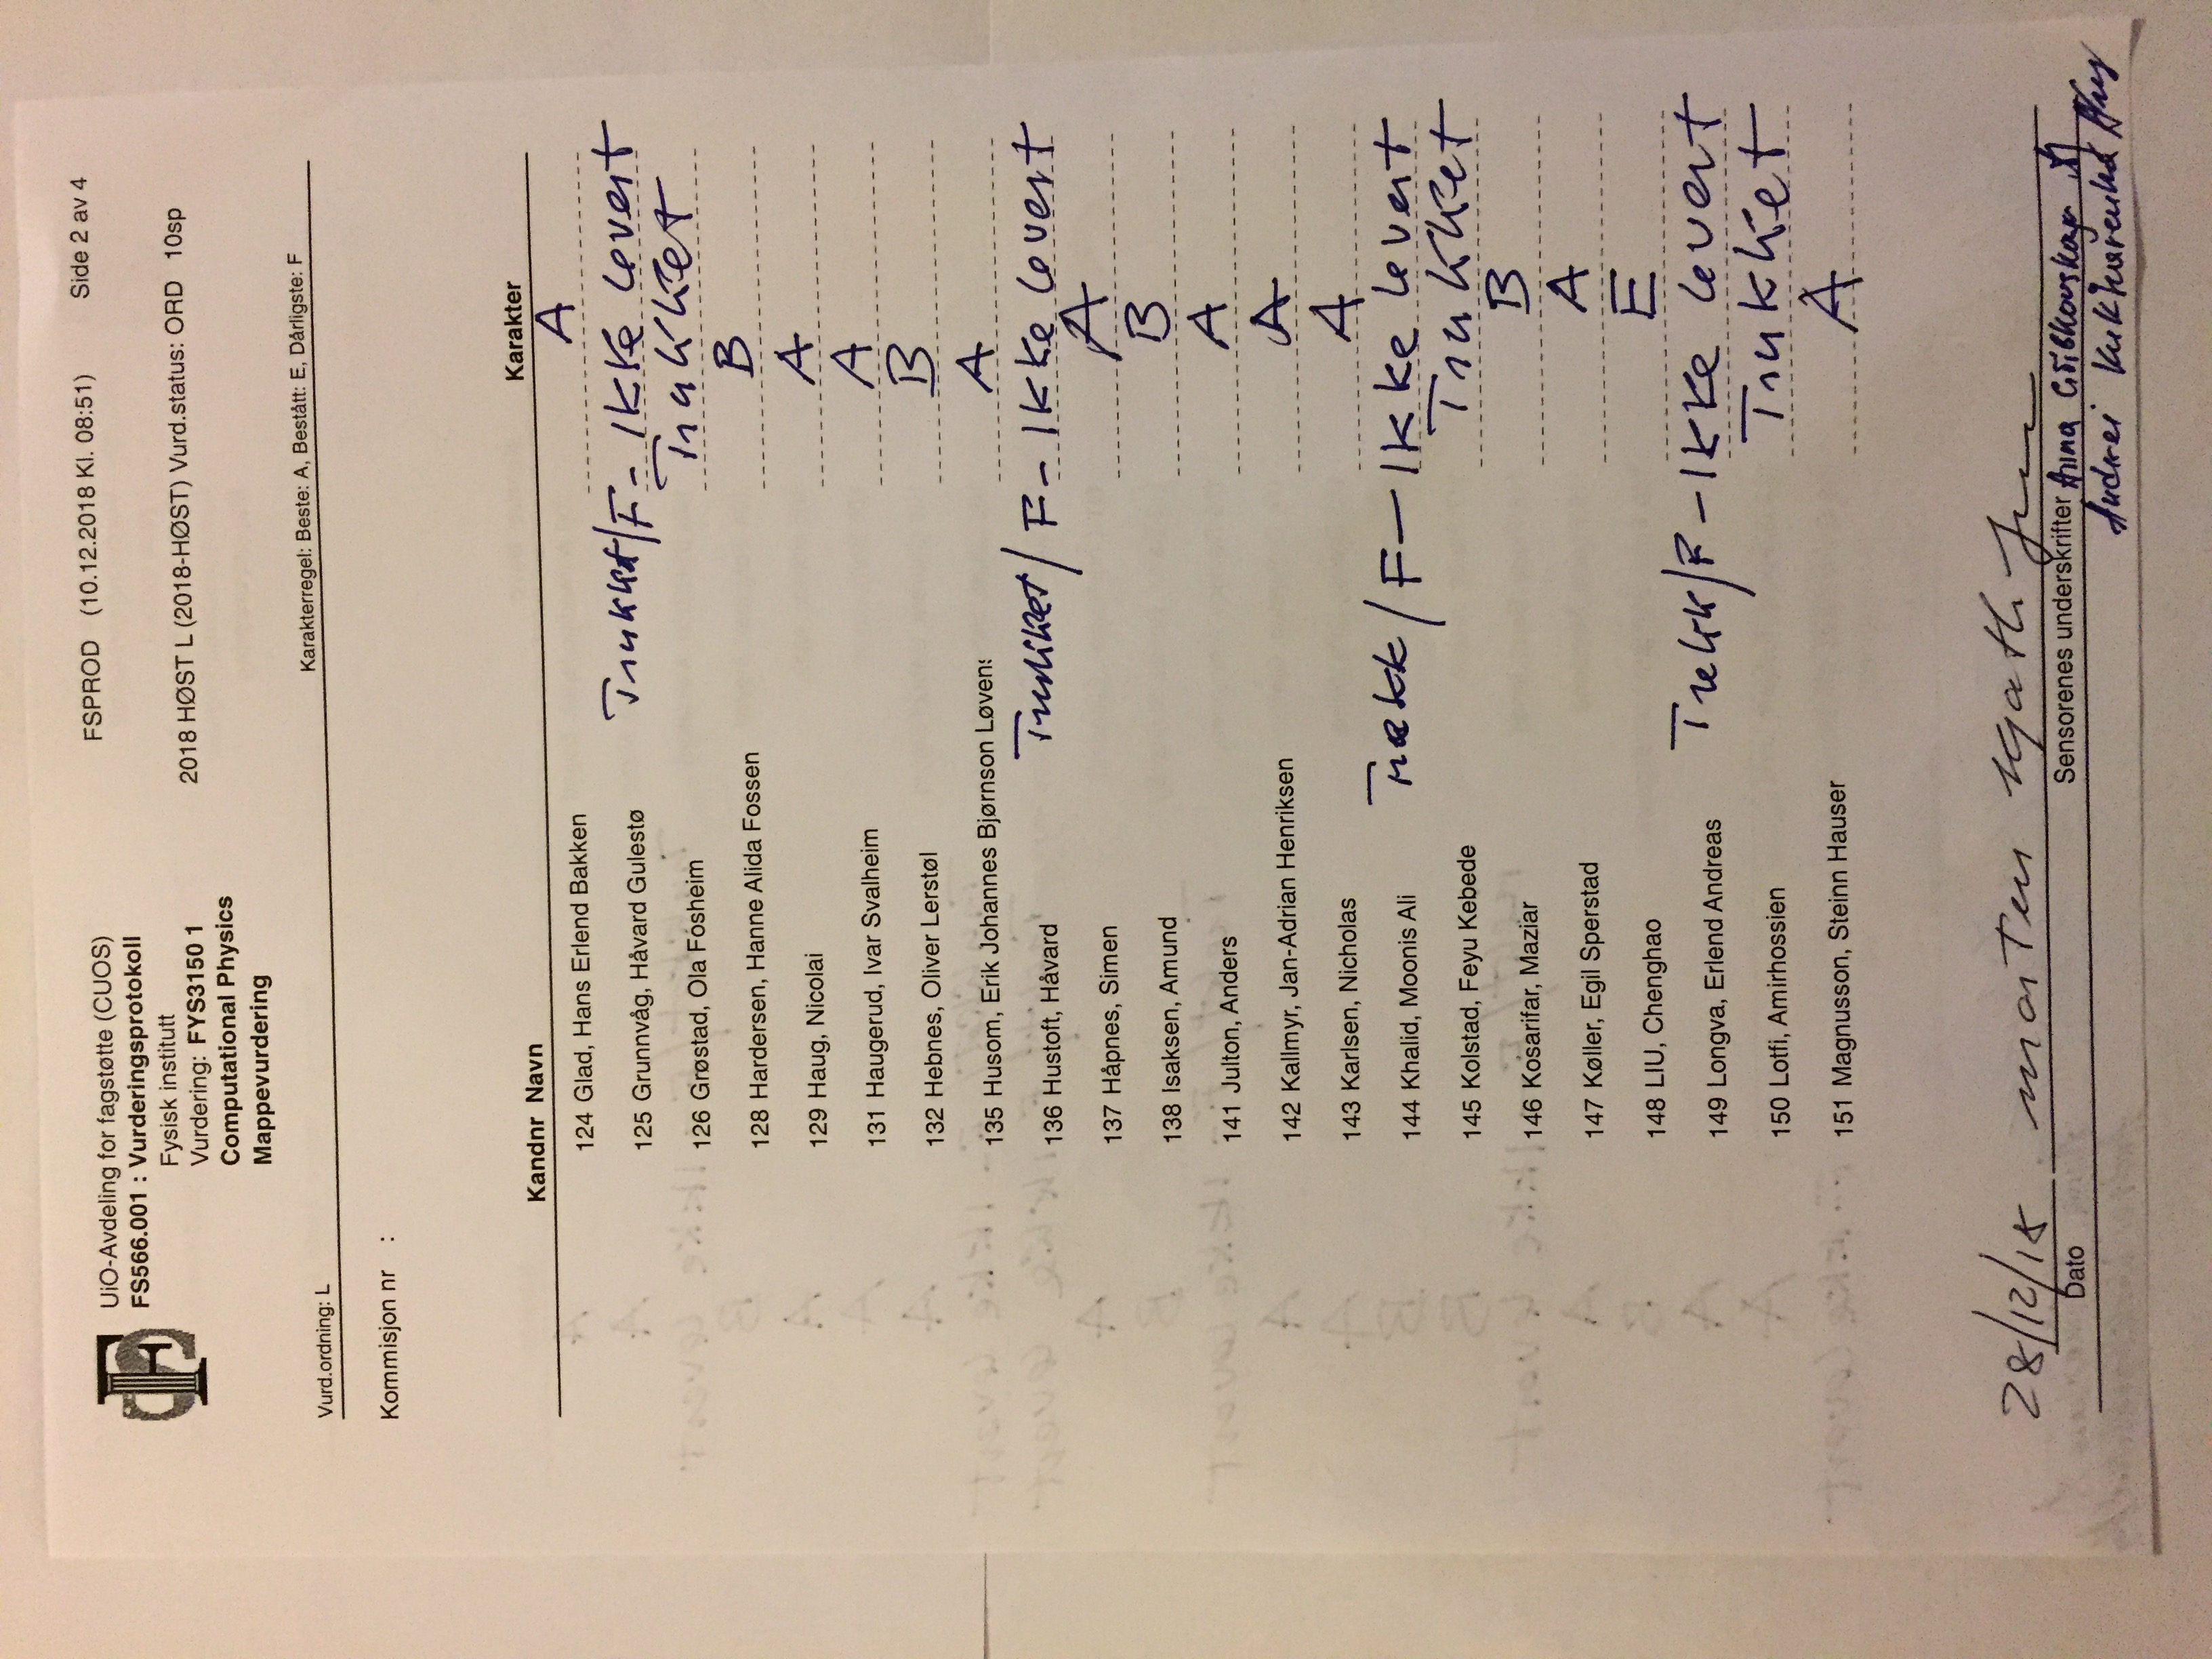 UiO-Avdeling for fagstøtte (CUOS) FSPROD (10.12.2018 Kl. 08:51) Side 2 av 4
FS566.001 : Vurderingsprotokoll
Fysisk institutt
Vurdering: FYS3150 1 2018 HØST L (2018-HØST) Vurd.status: ORD 10sp
Computational Physics
Mappevurdering
Vurd.ordning: L Karakterregel: Beste: A, Bestått: E, Dårligste: F
Kommisjon nr :
Kandnr Navn Karakter
124 Glad, Hans Erlend Bakken A
125 Grunnvåg, Håvard Gulestø Trukket/F - Ikke levert
126 Grøstad, Ola Fosheim Trukket
128 Hardersen, Hanne Alida Fossen B
129 Haug, Nicolai A
131 Haugerud, Ivar Svalheim A
132 Hebnes, Oliver Lerstøl B
135 Husom, Erik Johannes Bjørnson Løvens A
136 Hustoft, Håvard Trukket / F - Ikke levert
137 Håpnes, Simen A
138 Isaksen, Amund B
141 Julton, Anders A
142 Kallmyr, Jan-Adrian Henriksen A
143 Karlsen, Nicholas A
144 Khalid, Moonis Ali Trekk / F - Ikke levert
145 Kolstad, Feyu Kebede Trukket
146 Kosarifar, Maziar B
147 Køller, Egil Sperstad A
148 LIU, Chenghao E
149 Longva, Erlend Andreas Trekk/F - Ikke levert
150 Lotfi, Amirhossien Trukket
151 Magnusson, Steinn Hauser A
28/12/18 Morten
Dato Sensorenes underskrifter Anna
Andrei